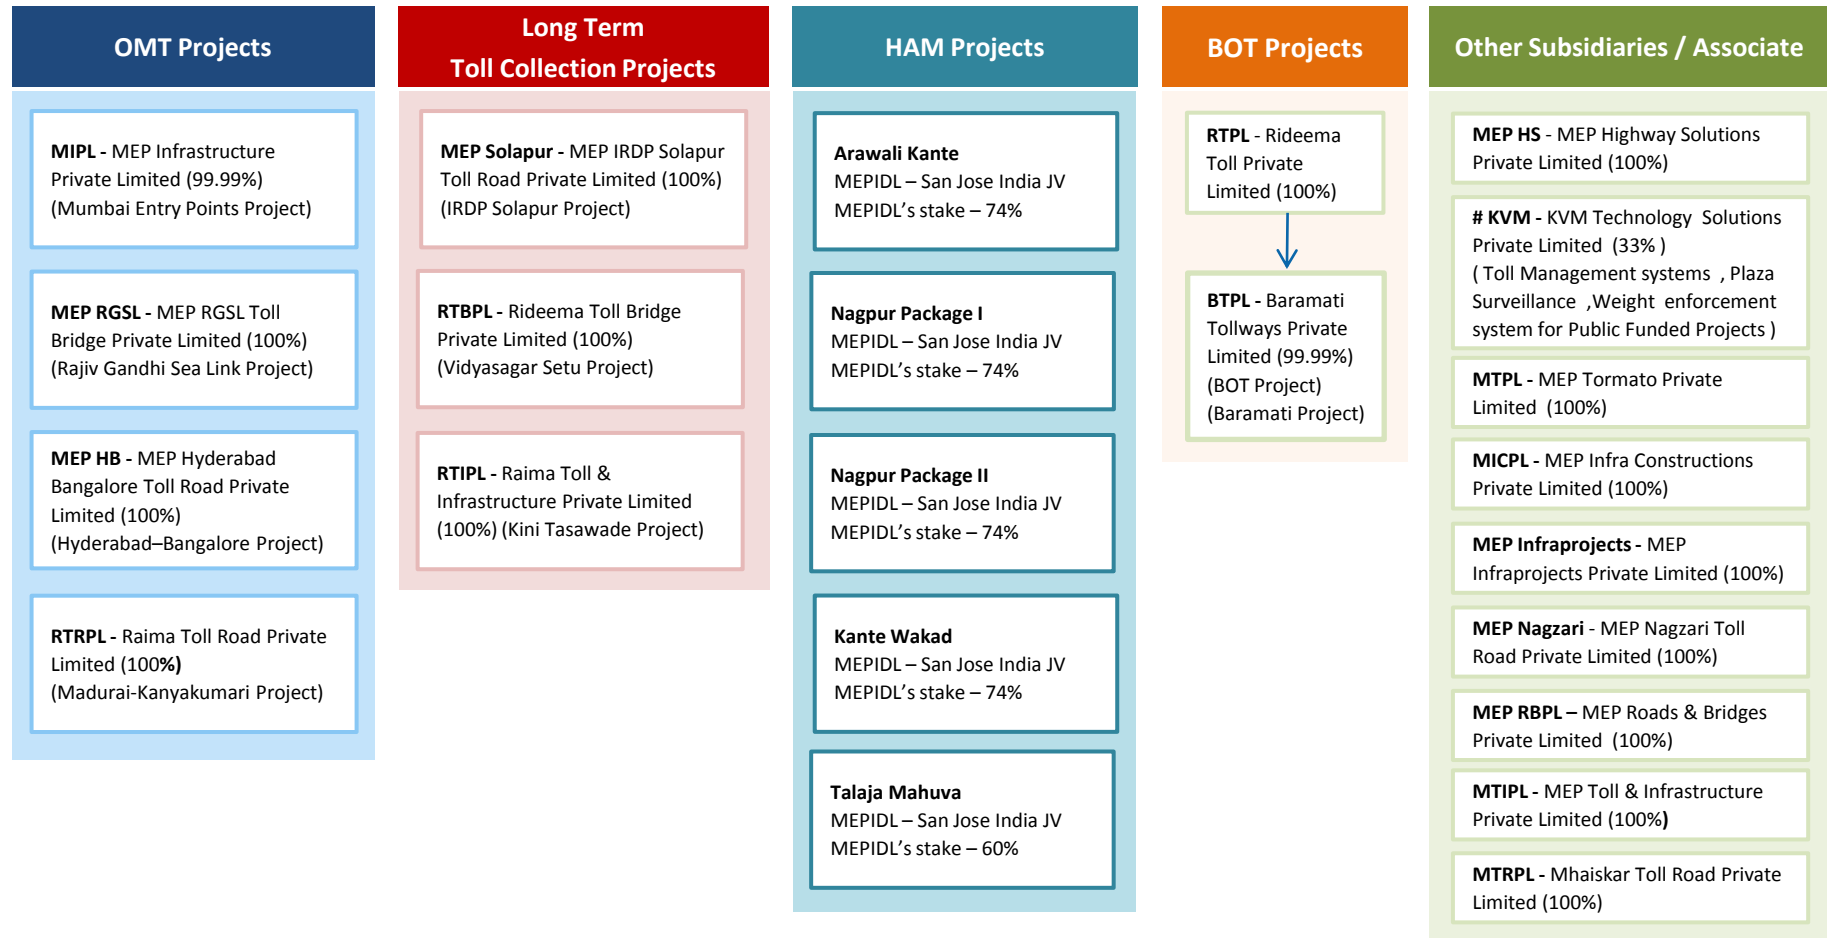 OMT Projects
MIPL - MEP Infrastructure
Private Limited (99.99%)
(Mumbai Entry Points Project)
MEP RGSL - MEP RGSL Toll
Bridge Private Limited (100%)
(Rajiv Gandhi Sea Link Project)
MEP HB - MEP Hyderabad
Bangalore Toll Road Private
Limited (100%)
(Hyderabad–Bangalore Project)
RTRPL - Raima Toll Road Private
Limited (100%)
(Madurai-Kanyakumari Project)
Long Term
Toll Collection Projects
MEP Solapur - MEP IRDP Solapur
Toll Road Private Limited (100%)
(IRDP Solapur Project)
RTBPL - Rideema Toll Bridge
Private Limited (100%)
(Vidyasagar Setu Project)
RTIPL - Raima Toll &
Infrastructure Private Limited
(100%) (Kini Tasawade Project)
HAM Projects
Arawali Kante
MEPIDL – San Jose India JV
MEPIDL’s stake – 74%
Nagpur Package I
MEPIDL – San Jose India JV
MEPIDL’s stake – 74%
Nagpur Package II
MEPIDL – San Jose India JV
MEPIDL’s stake – 74%
Kante Wakad
MEPIDL – San Jose India JV
MEPIDL’s stake – 74%
Talaja Mahuva
MEPIDL – San Jose India JV
MEPIDL’s stake – 60%
BOT Projects
RTPL - Rideema
Toll Private
Limited (100%)
BTPL - Baramati
Tollways Private
Limited (99.99%)
(BOT Project)
(Baramati Project)
Other Subsidiaries / Associate
MEP HS - MEP Highway Solutions
Private Limited (100%)
# KVM - KVM Technology Solutions
Private Limited (33% )
( Toll Management systems , Plaza
Surveillance ,Weight enforcement
system for Public Funded Projects )
MTPL - MEP Tormato Private
Limited (100%)
MICPL - MEP Infra Constructions
Private Limited (100%)
MEP Infraprojects - MEP
Infraprojects Private Limited (100%)
MEP Nagzari - MEP Nagzari Toll
Road Private Limited (100%)
MEP RBPL – MEP Roads & Bridges
Private Limited (100%)
MTIPL - MEP Toll & Infrastructure
Private Limited (100%)
MTRPL - Mhaiskar Toll Road Private
Limited (100%)